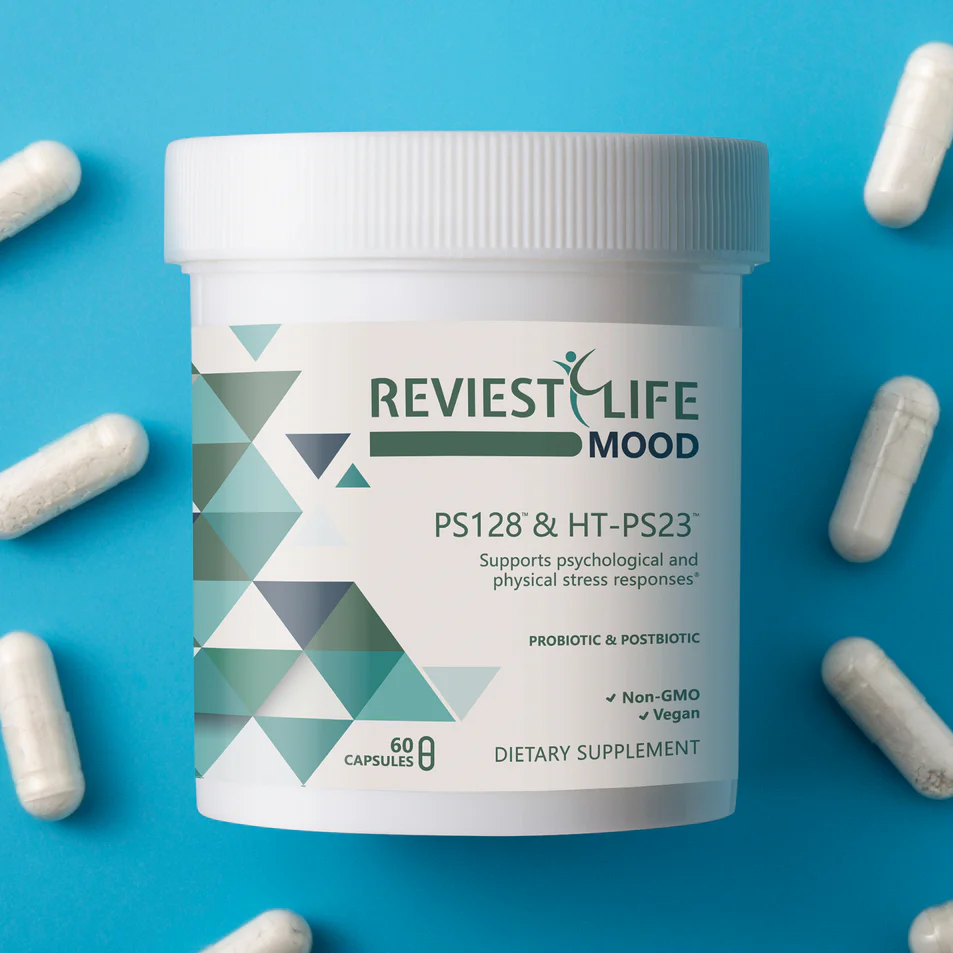 REVIEST LIFE
MOOD
PS128™ & HT-PS23™
Supports psychological and
physical stress responses*
PROBIOTIC & POSTBIOTIC
✓ Non-GMO
✓ Vegan
60
CAPSULES
DIETARY SUPPLEMENT